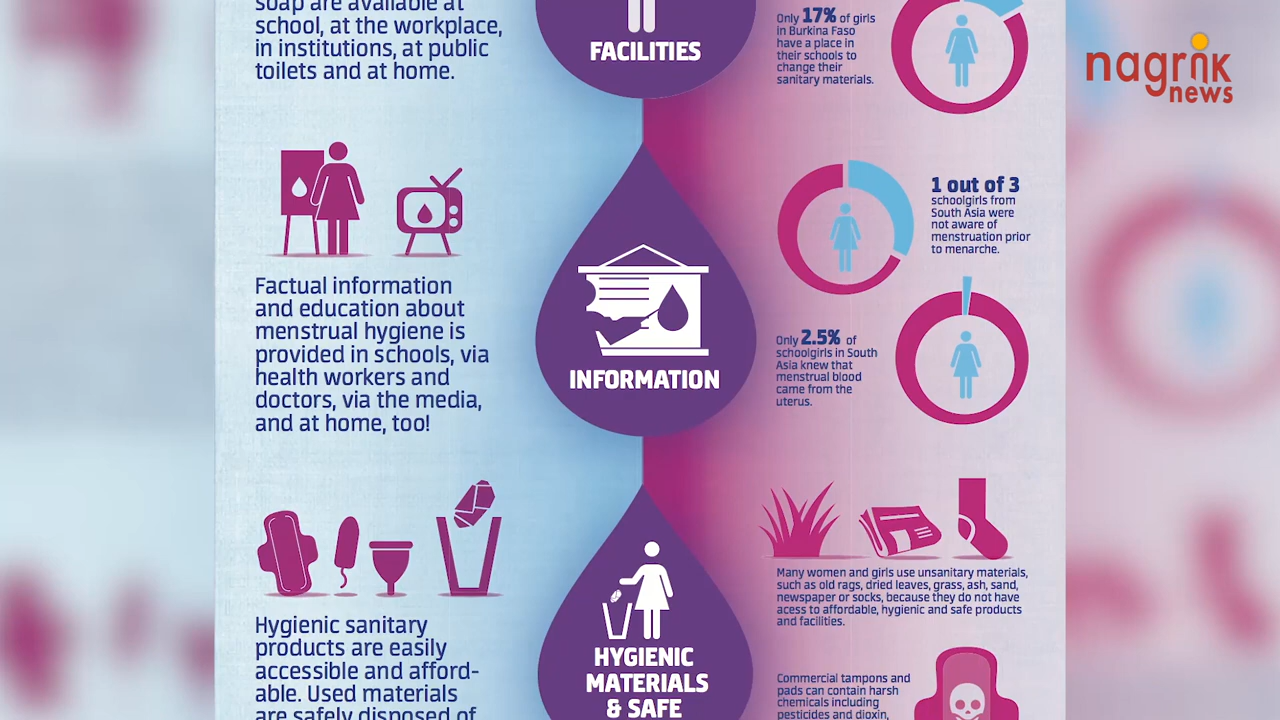 soap are available at
school, at the workplace,
in institutions, at public
toilets and at home.
FACILITIES
Only 17% of girls
in Burkina Faso
have a place in
their schools to
change their
sanitary materials.
nagrik
news
Factual information
and education about
menstrual hygiene is
provided in schools, via
health workers and
doctors, via the media,
and at home, too!
INFORMATION
1 out of 3
schoolgirls from
South Asia were
not aware of
menstruation prior
to menarche.
Only 2.5% of
schoolgirls in South
Asia knew that
menstrual blood
came from the
uterus.
Hygienic sanitary
products are easily
accessible and afford-
able. Used materials
are safely disposed of
HYGIENIC
MATERIALS
& SAFE
Many women and girls use unsanitary materials,
such as old rags, dried leaves, grass, ash, sand,
newspaper or socks, because they do not have
acess to affordable, hygienic and safe products
and facilities.
Commercial tampons and
pads can contain harsh
chemicals including
pesticides and dioxin,